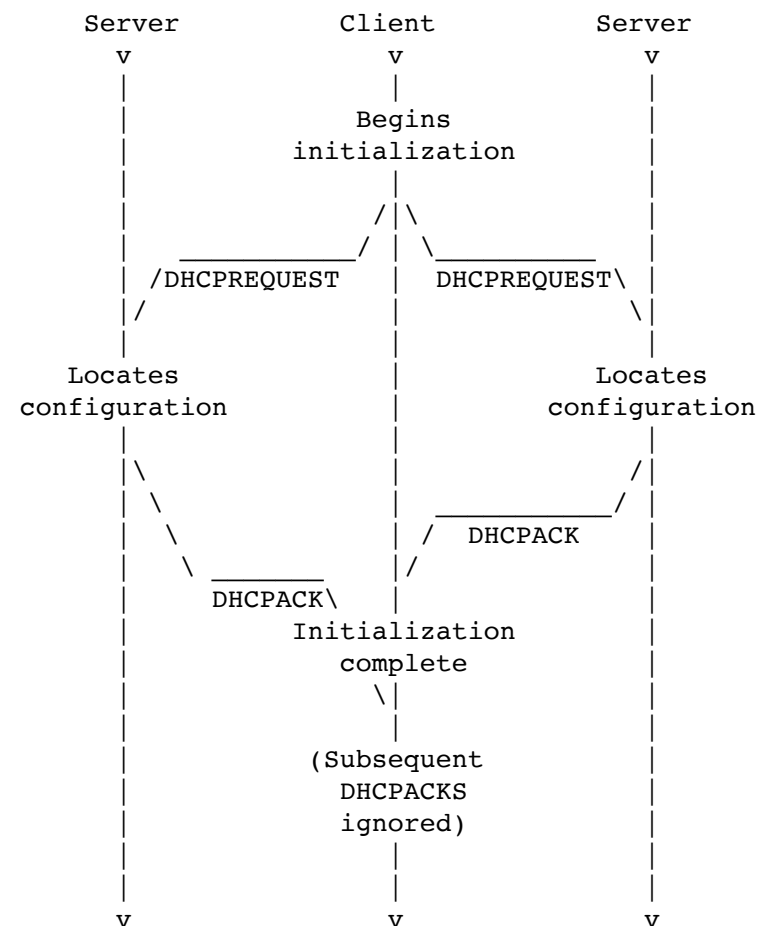 Server Client Server
v v v
Begins
initialization
DHCPREQUEST DHCPREQUEST
Locates Locates
configuration configuration
DHCPACK
DHCPACK
Initialization
complete
(Subsequent
DHCPACKS
ignored)
v v v